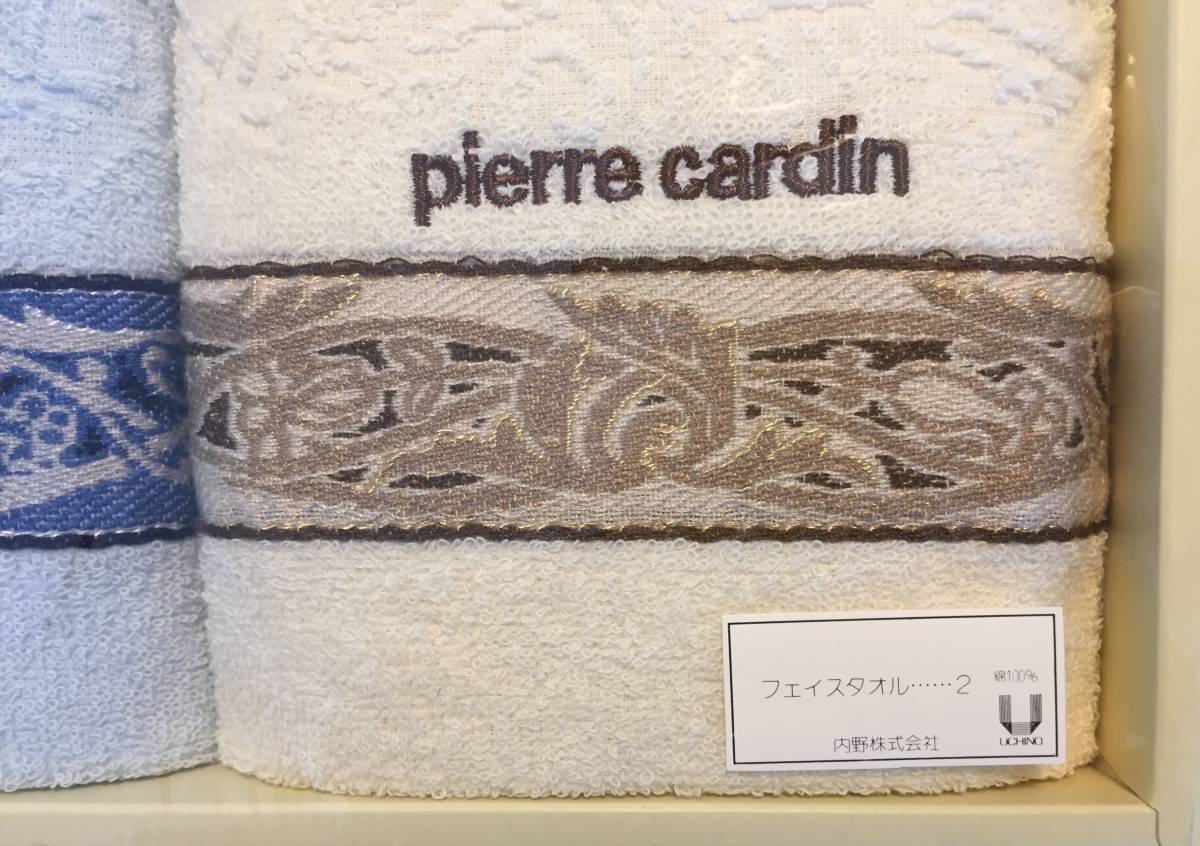 pierre cardin
フェイスタオル……2
綿100%
UCHINO
内野株式会社